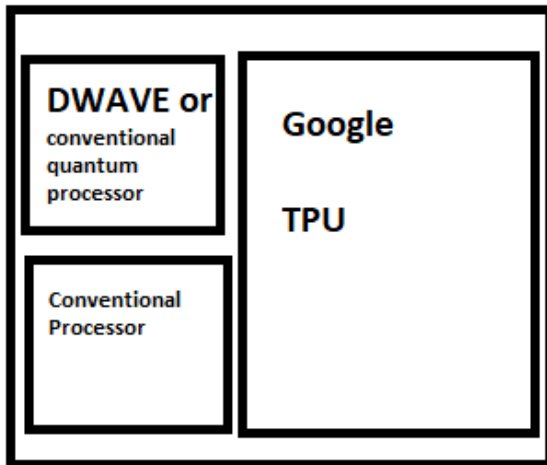 DWAVE or
conventional
quantum
processor
Conventional
Processor
Google
TPU